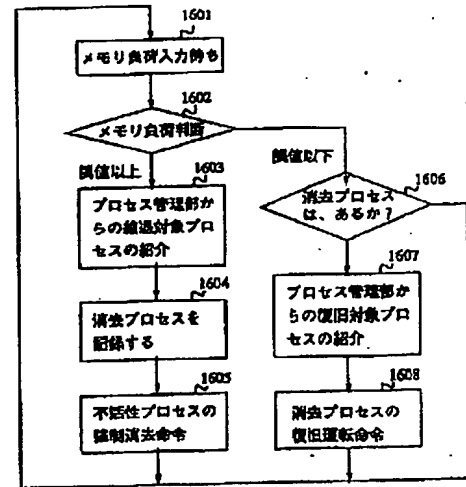 1601
メモリ負荷入力待ち
1602
メモリ負荷判断
閾値以上
1603
プロセス管理部か
らの縮退対象プロ
セスの紹介
1604
消去プロセスを
記録する
1605
不活性プロセスの
強制消去命令
閾値以下
1606
消去プロセス
は、あるか?
1607
プロセス管理部か
らの復旧対象プロ
セスの紹介
1608
消去プロセスの
復旧運転命令